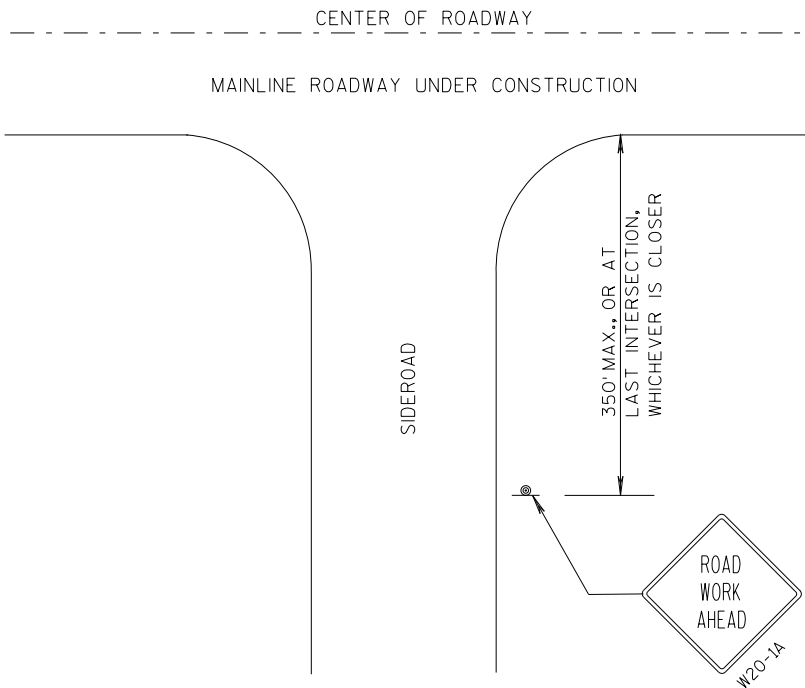 CENTER OF ROADWAY
MAINLINE ROADWAY UNDER CONSTRUCTION
SIDEROAD
350' MAX., OR AT
LAST INTERSECTION,
WHICHEVER IS CLOSER
ROAD
WORK
AHEAD
W20-1A